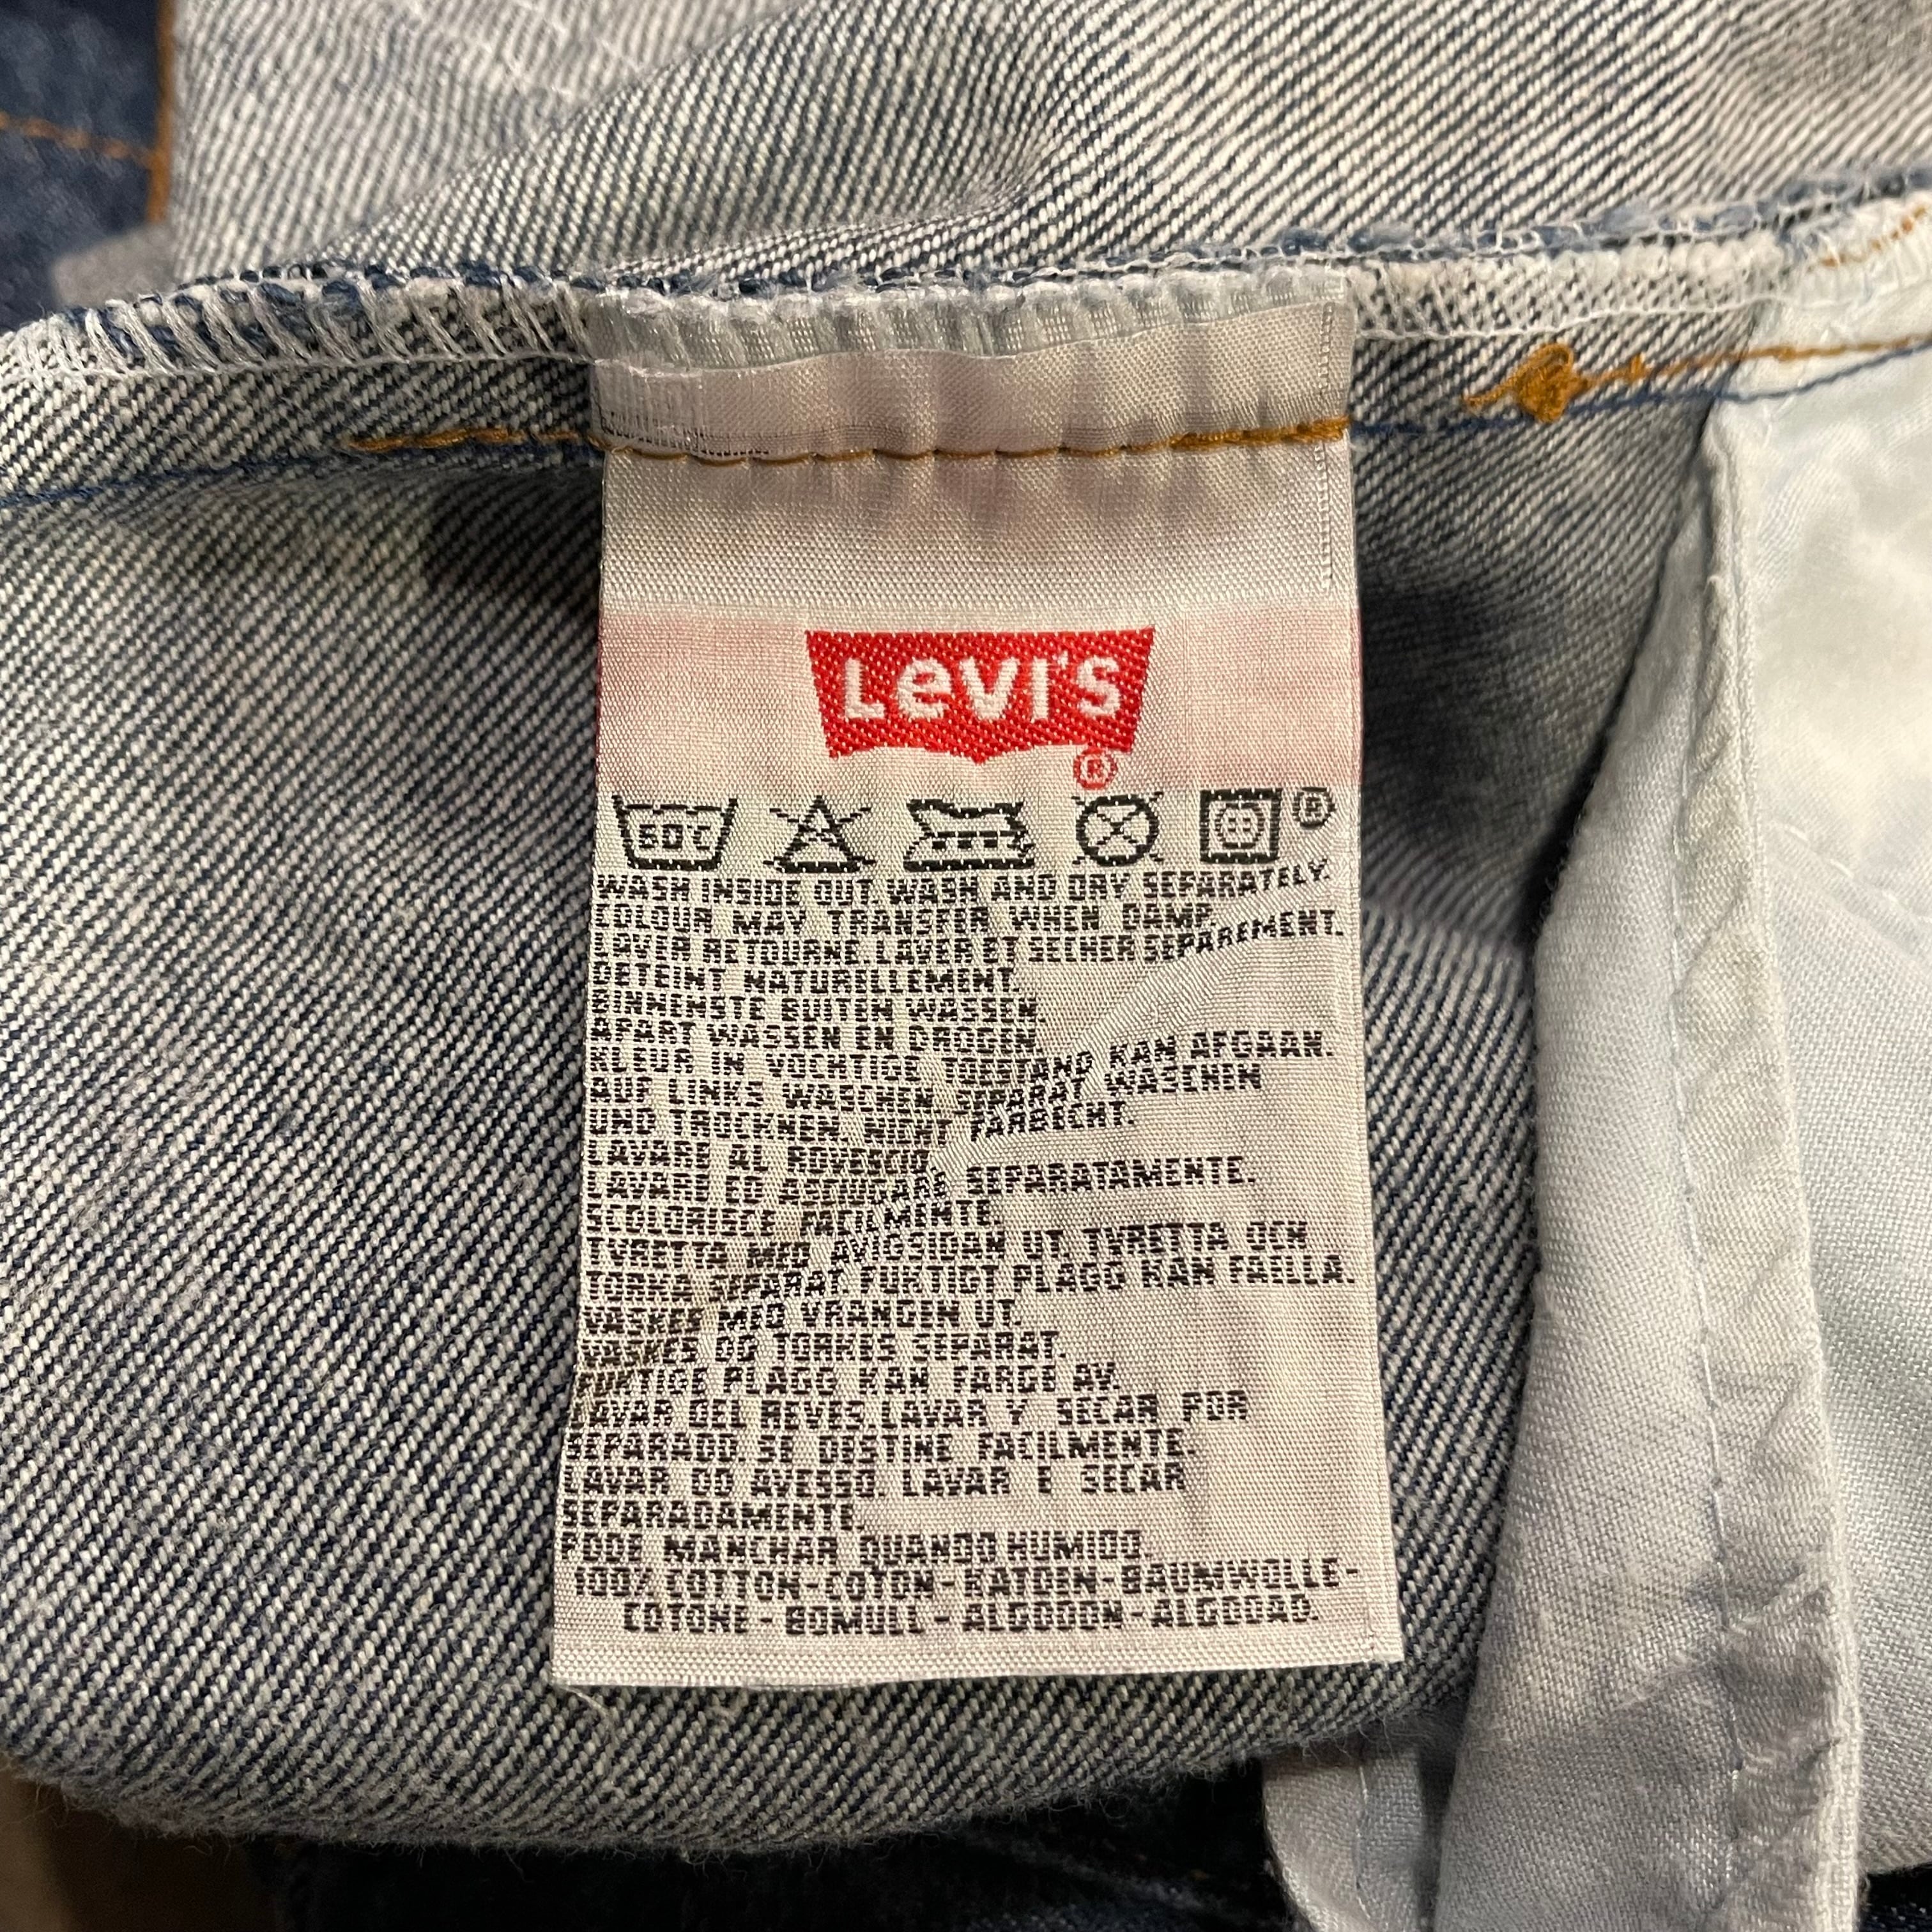 Levi's
®
60°C ®
WASH INSIDE OUT. WASH AND DRY SEPARATELY.
COLOUR MAY TRANSFER WHEN DAMP.
LAVER RETOURNE. LAVER ET SECHER SEPAREMENT.
DETEINT NATURELLEMENT.
BINNENSTE BUITEN WASSEN.
APART WASSEN EN DROGEN.
KLEUR IN VOCHTIGE TOESTAND KAN AFGAAN.
AUF LINKS WASCHEN. SEPARAT WASCHEN
UND TROCKNEN. NICHT FARBECHT.
LAVARE AL ROVESCIO.
LAVARE ED ASCIUGARE SEPARATAMENTE.
SCOLORISCE FACILMENTE.
TVRETTA MED AVIGSIDAN UT. TVRETTA OCH
TORKA SEPARAT FUKTIGT PLAGG KAN FAELLA.
VASKES MED VRANGEN UT.
VASKES OG TORKES SEPARAT.
FUKTIGE PLAGG KAN FARGE AV.
LAVAR DEL REVES. LAVAR Y SECAR POR
SEPARADO. SE DESTINE FACILMENTE.
LAVAR DO AVESSO. LAVAR E SECAR
SEPARADAMENTE.
PODE MANCHAR QUANDO HUMIDO.
100% COTTON-COTON-KATOEN-BAUMWOLLE-
COTONE-BOMULL-ALGODON-ALGODAO.